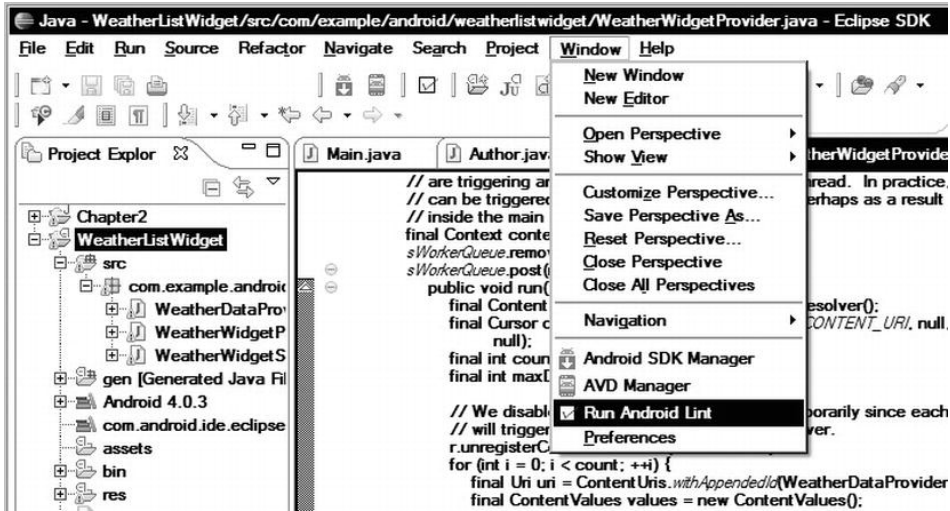 Java - WeatherListWidget/src/com/example/android/weatherlistwidget/WeatherWidgetProvider.java - Eclipse SDK
File Edit Run Source Refactor Navigate Search Project Window Help
New Window
New Editor
Open Perspective
Show View
Customize Perspective...
Save Perspective As...
Reset Perspective...
Close Perspective
Close All Perspectives
Navigation
Android SDK Manager
AVD Manager
Run Android Lint
Preferences
Project Explor
Chapter2
WeatherListWidget
src
com.example.android
WeatherDataPro
WeatherWidgetP
WeatherWidgetS
gen [Generated Java Fil
Android 4.0.3
com.android.ide.eclipse
assets
bin
res
Main.java Author.jav therWidgetProvide
// are triggering ar read. In practice,
// can be triggered erhaps as a result
// inside the main
final Context conte
sWorkerQueue.remov
sWorkerQueue.post(
public void run(
final Content esolver();
final Cursor c CONTENT_URI, null,
null);
final int coun
final int maxD
// We disabl porarily since each
// will trigger ver.
r.unregisterC
for (int i = 0; i < count; ++i) {
final Uri uri = ContentUris.withAppendedId(WeatherDataProvider
final ContentValues values = new ContentValues();